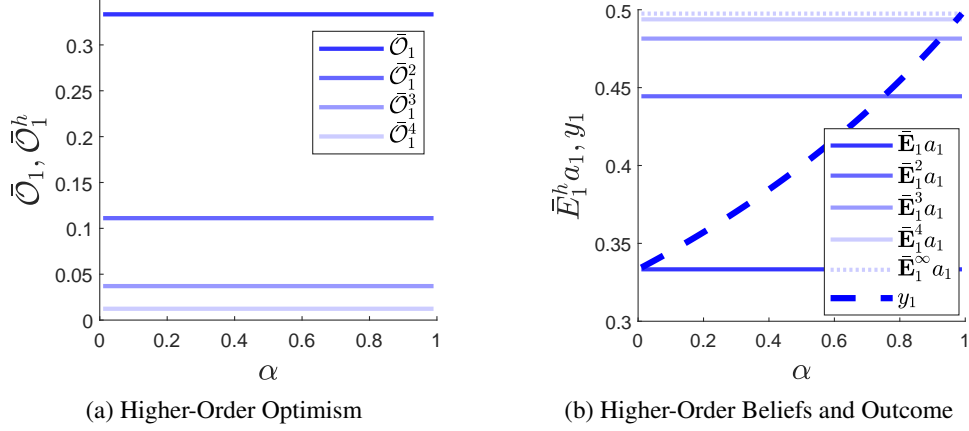 0.3
0.25
0.2
0.15
0.1
0.05
0
0 0.2 0.4 0.6 0.8 1
α
Ō₁, Ō₁ʰ
Ō₁
Ō₁²
Ō₁³
Ō₁⁴
(a) Higher-Order Optimism
0.5
0.45
0.4
0.35
0.3
0 0.2 0.4 0.6 0.8 1
α
Ē₁ʰa₁, y₁
Ē₁a₁
Ē₁²a₁
Ē₁³a₁
Ē₁⁴a₁
Ē₁^∞a₁
y₁
(b) Higher-Order Beliefs and Outcome